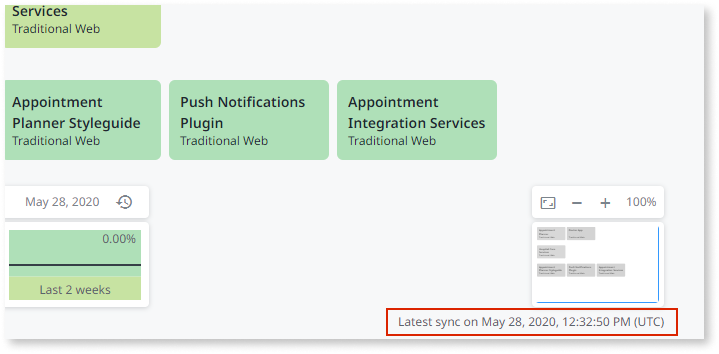 Services
Traditional Web
Appointment
Planner Styleguide
Traditional Web
Push Notifications
Plugin
Traditional Web
Appointment
Integration Services
Traditional Web
May 28, 2020
100%
0.00%
Last 2 weeks
Latest sync on May 28, 2020, 12:32:50 PM (UTC)